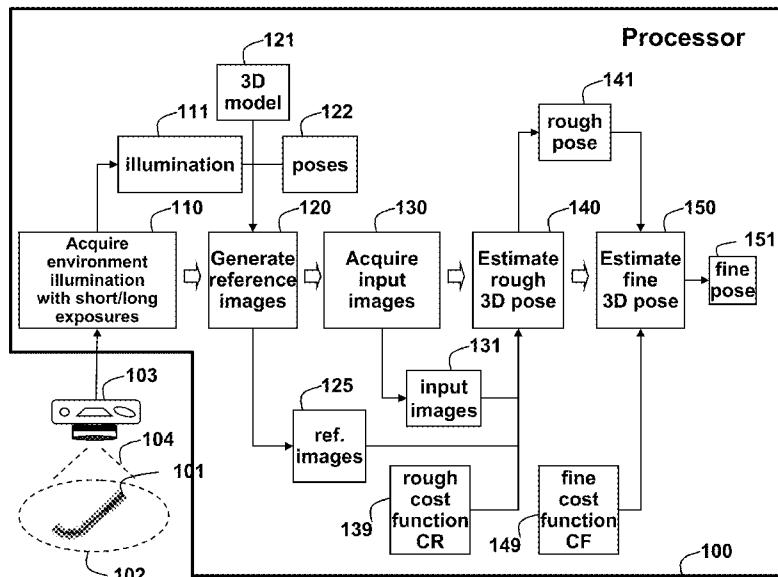 Processor
121
3D
model
111
illumination
122
poses
141
rough
pose
110
Acquire
environment
illumination
with short/long
exposures
120
Generate
reference
images
130
Acquire
input
images
140
Estimate
rough
3D pose
150
Estimate
fine
3D pose
151
fine
pose
103
104
101
102
125
ref.
images
131
input
images
139
rough
cost
function
CR
149
fine
cost
function
CF
100